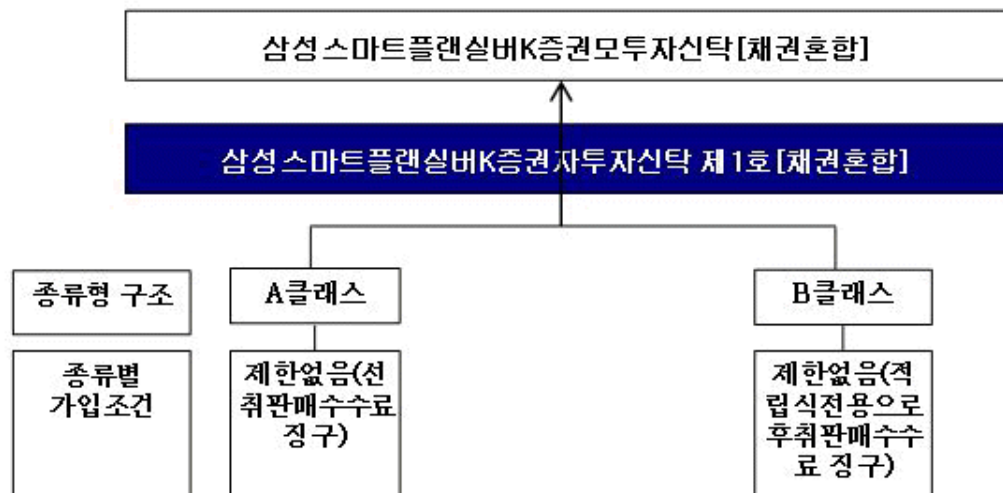 삼성스마트플랜실버K증권모투자신탁[채권혼합]
삼성스마트플랜실버K증권자투자신탁 제1호[채권혼합]
종류형 구조
A클래스
B클래스
종류별
가입조건
제한없음(선
취판매수수료
징구)
제한없음(적
립식전용으로
후취판매수수
료 징구)